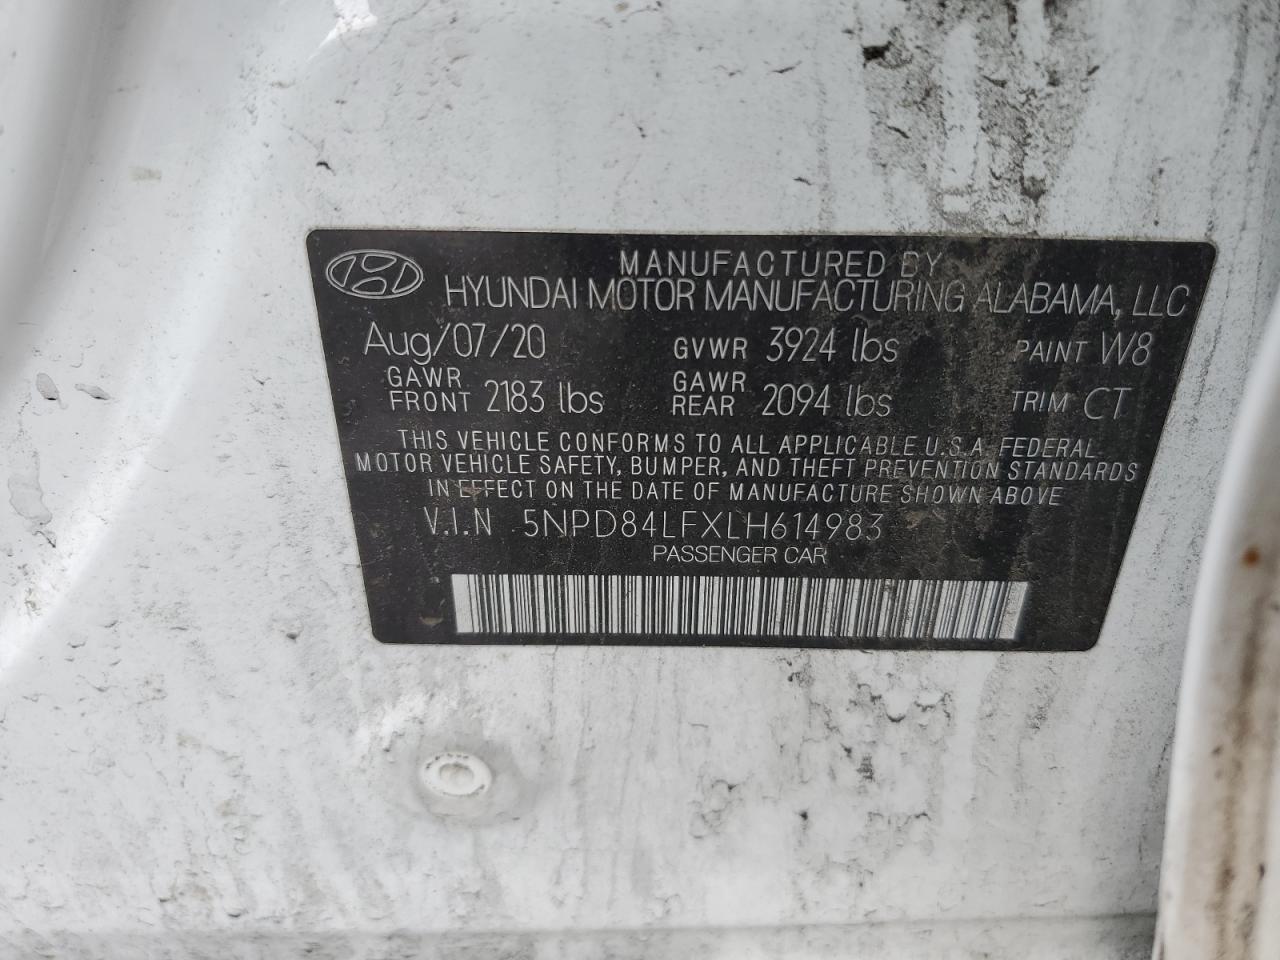 MANUFACTURED BY
HYUNDAI MOTOR MANUFACTURING ALABAMA, LLC
Aug/07/20 GVWR 3924 lbs PAINT W8
GAWR FRONT 2183 lbs GAWR REAR 2094 lbs TRIM CT
THIS VEHICLE CONFORMS TO ALL APPLICABLE U.S.A FEDERAL
MOTOR VEHICLE SAFETY, BUMPER, AND THEFT PREVENTION STANDARDS
IN EFFECT ON THE DATE OF MANUFACTURE SHOWN ABOVE
V.I.N 5NPD84LFXLH614983
PASSENGER CAR